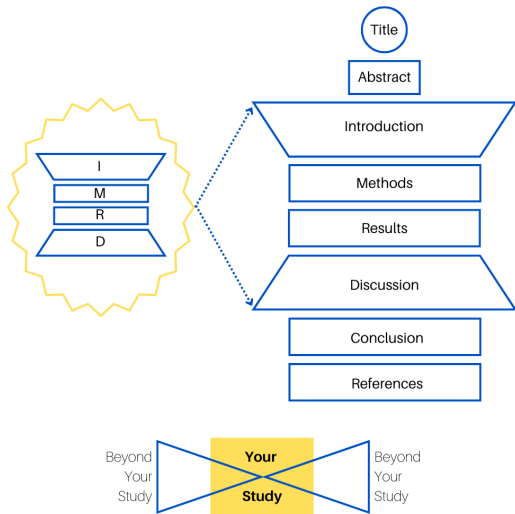 Title
Abstract
Introduction
Methods
Results
Discussion
Conclusion
References
I
M
R
D
Beyond
Your
Study
Your
Study
Beyond
Your
Study